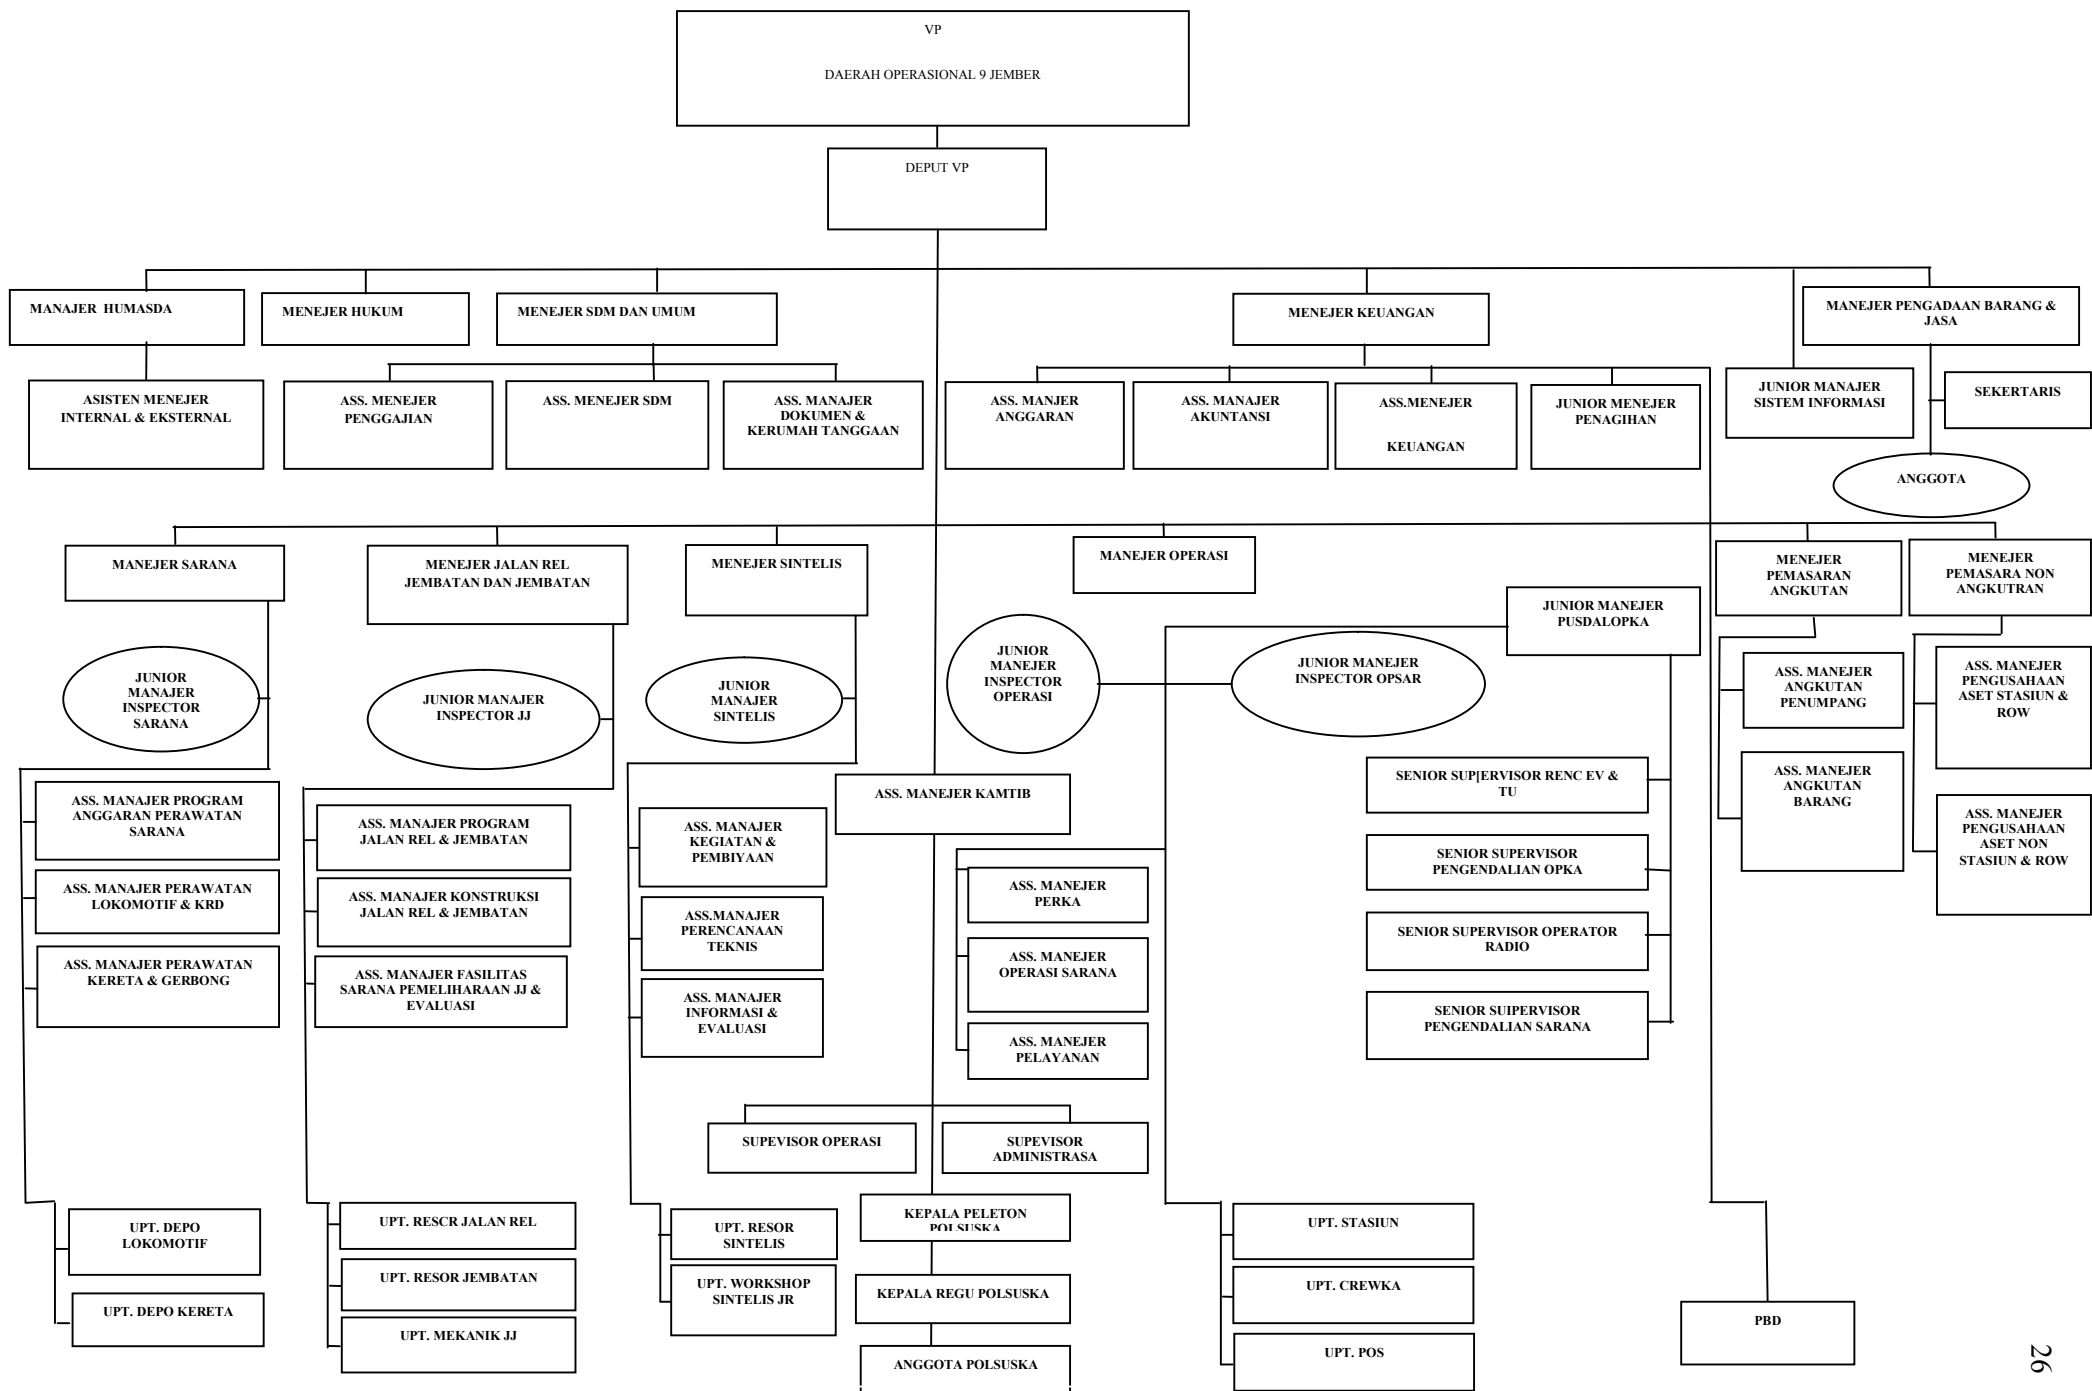 VP
DAERAH OPERASIONAL 9 JEMBER
DEPUT VP
MANAJER HUMASDA
MENEJER HUKUM
MENEJER SDM DAN UMUM
MENEJER KEUANGAN
MANEJER PENGADAAN BARANG &
JASA
ASISTEN MENEJER
INTERNAL & EKSTERNAL
ASS. MENEJER
PENGGAJIAN
ASS. MENEJER SDM
ASS. MANAJER
DOKUMEN &
KERUMAH TANGGAAN
ASS. MANJER
ANGGARAN
ASS. MANAJER
AKUNTANSI
ASS.MENEJER
KEUANGAN
JUNIOR MENEJER
PENAGIHAN
JUNIOR MANAJER
SISTEM INFORMASI
SEKERTARIS
ANGGOTA
MANEJER SARANA
MENEJER JALAN REL
JEMBATAN DAN JEMBATAN
MENEJER SINTELIS
MANEJER OPERASI
MENEJER
PEMASARAN
ANGKUTAN
MENEJER
PEMASARA NON
ANGKUTRAN
JUNIOR
MANAJER
INSPECTOR
SARANA
JUNIOR MANAJER
INSPECTOR JJ
JUNIOR
MANAJER
SINTELIS
JUNIOR
MANEJER
INSPECTOR
OPERASI
JUNIOR MANEJER
INSPECTOR OPSAR
JUNIOR MANEJER
PUSDALOPKA
ASS. MANEJER
ANGKUTAN
PENUMPANG
ASS. MANEJER
PENGUSAHAAN
ASET STASIUN &
ROW
ASS. MANEJER
ANGKUTAN
BARANG
ASS. MANEJER
PENGUSAHAAN
ASET NON
STASIUN & ROW
ASS. MANAJER PROGRAM
ANGGARAN PERAWATAN
SARANA
ASS. MANAJER PERAWATAN
LOKOMOTIF & KRD
ASS. MANAJER PERAWATAN
KERETA & GERBONG
ASS. MANAJER PROGRAM
JALAN REL & JEMBATAN
ASS. MANAJER KONSTRUKSI
JALAN REL & JEMBATAN
ASS. MANAJER FASILITAS
SARANA PEMELIHARAAN JJ &
EVALUASI
ASS. MANAJER
KEGIATAN &
PEMBIYAAN
ASS.MANAJER
PERENCANAAN
TEKNIS
ASS. MANAJER
INFORMASI &
EVALUASI
ASS. MANEJER KAMTIB
ASS. MANEJER
PERKA
ASS. MANEJER
OPERASI SARANA
ASS. MANEJER
PELAYANAN
SENIOR SUP[ERVISOR RENC EV &
TU
SENIOR SUPERVISOR
PENGENDALIAN OPKA
SENIOR SUPERVISOR OPERATOR
RADIO
SENIOR SUIPERVISOR
PENGENDALIAN SARANA
SUPEVISOR OPERASI
SUPEVISOR
ADMINISTRASA
UPT. DEPO
LOKOMOTIF
UPT. DEPO KERETA
UPT. RESCR JALAN REL
UPT. RESOR JEMBATAN
UPT. MEKANIK JJ
UPT. RESOR
SINTELIS
UPT. WORKSHOP
SINTELIS JR
KEPALA PELETON
POLSUSKA
KEPALA REGU POLSUSKA
ANGGOTA POLSUSKA
UPT. STASIUN
UPT. CREWKA
UPT. POS
PBD
26